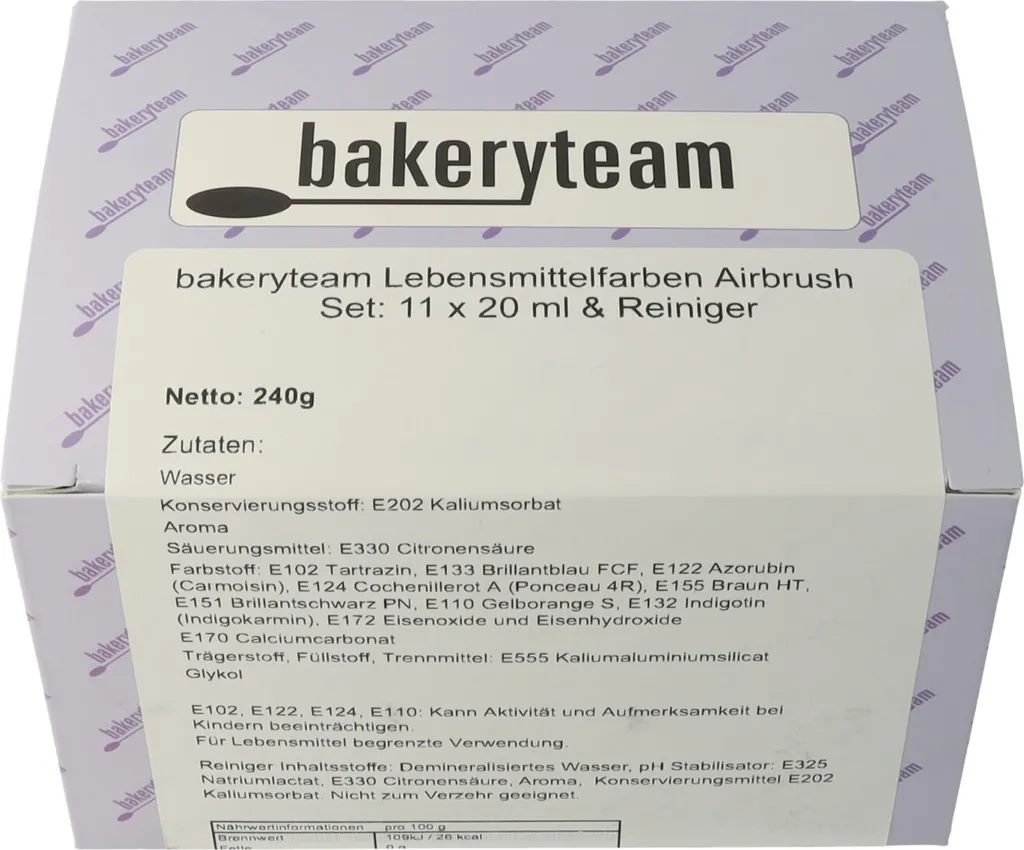 bakeryteam
bakeryteam Lebensmittelfarben Airbrush
Set: 11 x 20 ml & Reiniger
Netto: 240g
Zutaten:
Wasser
Konservierungsstoff: E202 Kaliumsorbat
Aroma
Säuerungsmittel: E330 Citronensäure
Farbstoff: E102 Tartrazin, E133 Brillantblau FCF, E122 Azorubin
(Carmoisin), E124 Cochenillerot A (Ponceau 4R), E155 Braun HT,
E151 Brillantschwarz PN, E110 Gelborange S, E132 Indigotin
(Indigokarmin), E172 Eisenoxide und Eisenhydroxide
E170 Calciumcarbonat
Trägerstoff, Füllstoff, Trennmittel: E555 Kaliumaluminiumsilicat
Glykol
E102, E122, E124, E110: Kann Aktivität und Aufmerksamkeit bei
Kindern beeinträchtigen.
Für Lebensmittel begrenzte Verwendung.
Reiniger Inhaltsstoffe: Demineralisiertes Wasser, pH Stabilisator: E325
Natriumlactat, E330 Citronensäure, Aroma, Konservierungsmittel E202
Kaliumsorbat. Nicht zum Verzehr geeignet.
Nährwertinformationen pro 100 g
Brennwert 109kJ / 26 kcal